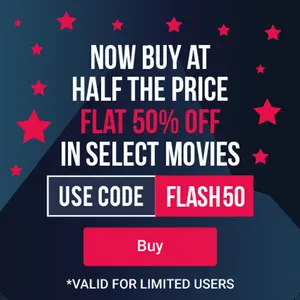 NOW BUY AT
HALF THE PRICE
FLAT 50% OFF
IN SELECT MOVIES
USE CODE FLASH50
Buy
*VALID FOR LIMITED USERS